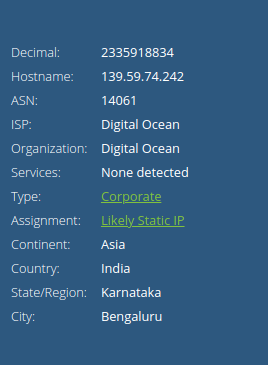 Decimal: 2335918834
Hostname: 139.59.74.242
ASN: 14061
ISP: Digital Ocean
Organization: Digital Ocean
Services: None detected
Type: Corporate
Assignment: Likely Static IP
Continent: Asia
Country: India
State/Region: Karnataka
City: Bengaluru